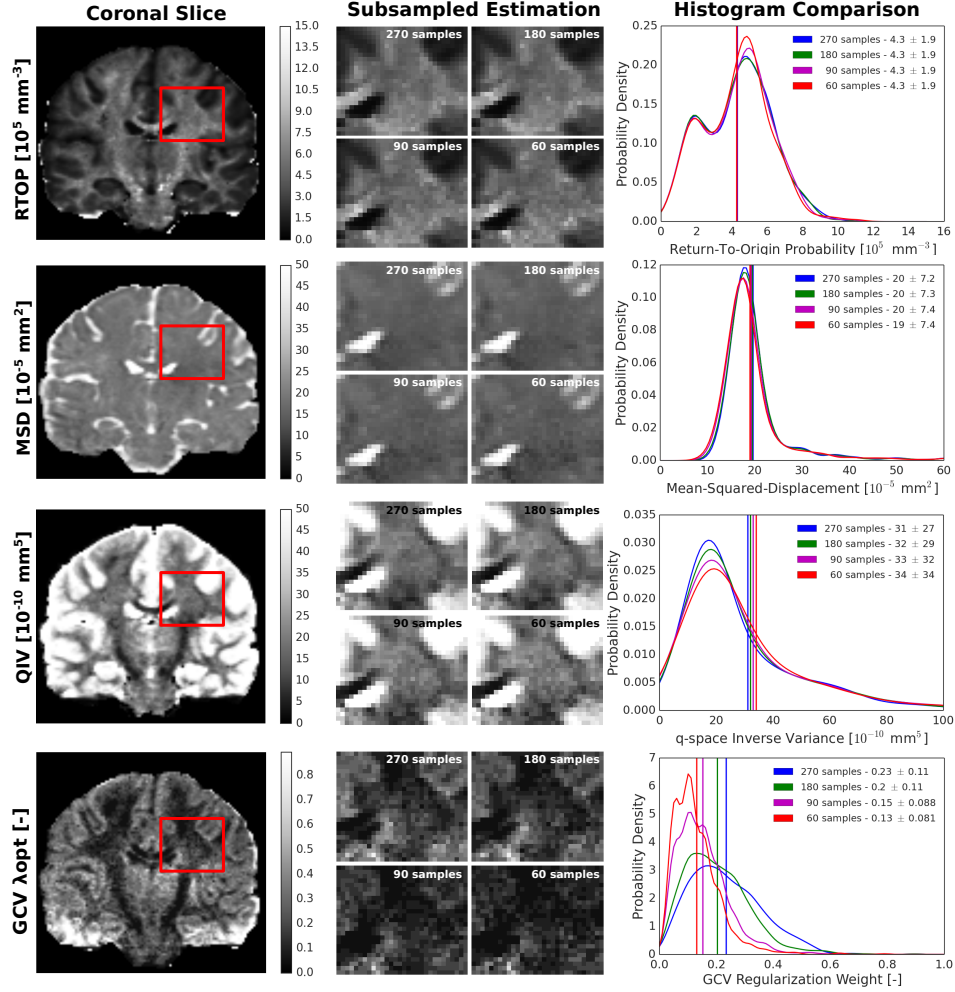 Coronal Slice
Subsampled Estimation
Histogram Comparison
RTOP [10⁵ mm⁻³]
15.0
13.5
12.0
10.5
9.0
7.5
6.0
4.5
3.0
1.5
0.0
270 samples
180 samples
90 samples
60 samples
Probability Density
0.25
0.20
0.15
0.10
0.05
0.00
270 samples - 4.3 ± 1.9
180 samples - 4.3 ± 1.9
90 samples - 4.3 ± 1.9
60 samples - 4.3 ± 1.9
0 2 4 6 8 10 12 14 16
Return-To-Origin Probability [10⁵ mm⁻³]
MSD [10⁻⁵ mm²]
50
45
40
35
30
25
20
15
10
5
0
270 samples
180 samples
90 samples
60 samples
Probability Density
0.12
0.10
0.08
0.06
0.04
0.02
0.00
270 samples - 20 ± 7.2
180 samples - 20 ± 7.3
90 samples - 20 ± 7.4
60 samples - 19 ± 7.4
0 10 20 30 40 50 60
Mean-Squared-Displacement [10⁻⁵ mm²]
QIV [10⁻¹⁰ mm⁵]
50
45
40
35
30
25
20
15
10
5
0
270 samples
180 samples
90 samples
60 samples
Probability Density
0.035
0.030
0.025
0.020
0.015
0.010
0.005
0.000
270 samples - 31 ± 27
180 samples - 32 ± 29
90 samples - 33 ± 32
60 samples - 34 ± 34
0 20 40 60 80 100
q-space Inverse Variance [10⁻¹⁰ mm⁵]
GCV λopt [-]
0.8
0.7
0.6
0.5
0.4
0.3
0.2
0.1
0.0
270 samples
180 samples
90 samples
60 samples
Probability Density
7
6
5
4
3
2
1
0
270 samples - 0.23 ± 0.11
180 samples - 0.2 ± 0.11
90 samples - 0.15 ± 0.088
60 samples - 0.13 ± 0.081
0.0 0.2 0.4 0.6 0.8 1.0
GCV Regularization Weight [-]